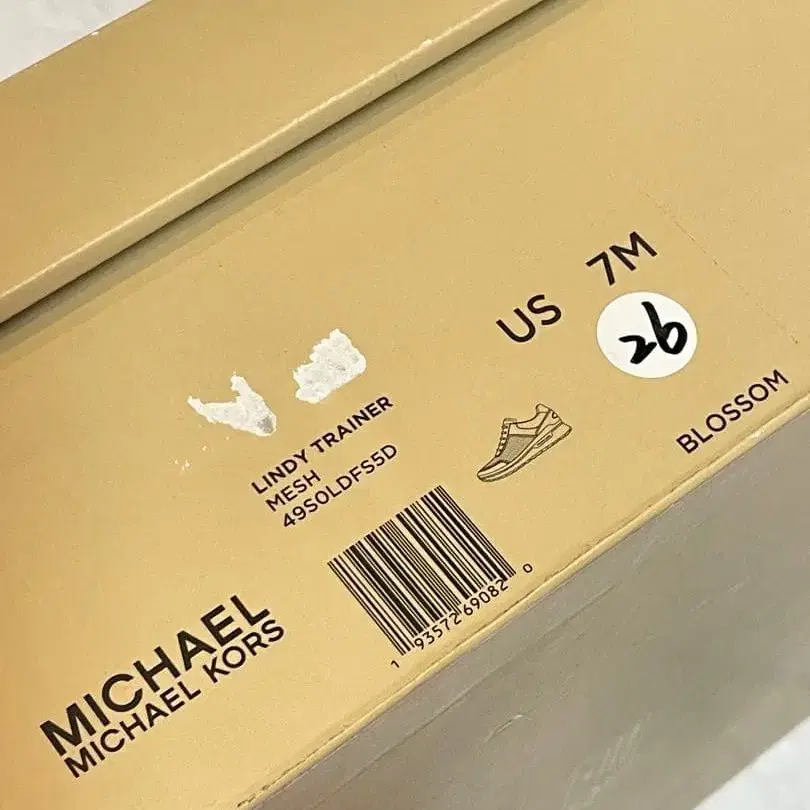 US 7M
26
LINDY TRAINER
MESH
49S0LDFS5D
BLOSSOM
1 93572 69082 0
MICHAEL
MICHAEL KORS